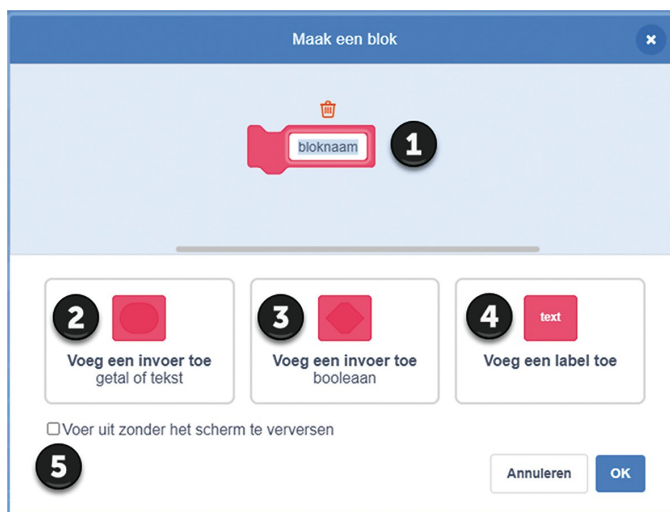 Maak een blok
bloknaam
1
2
Voeg een invoer toe
getal of tekst
3
Voeg een invoer toe
booleaan
4
text
Voeg een label toe
Voer uit zonder het scherm te verversen
5
Annuleren
OK